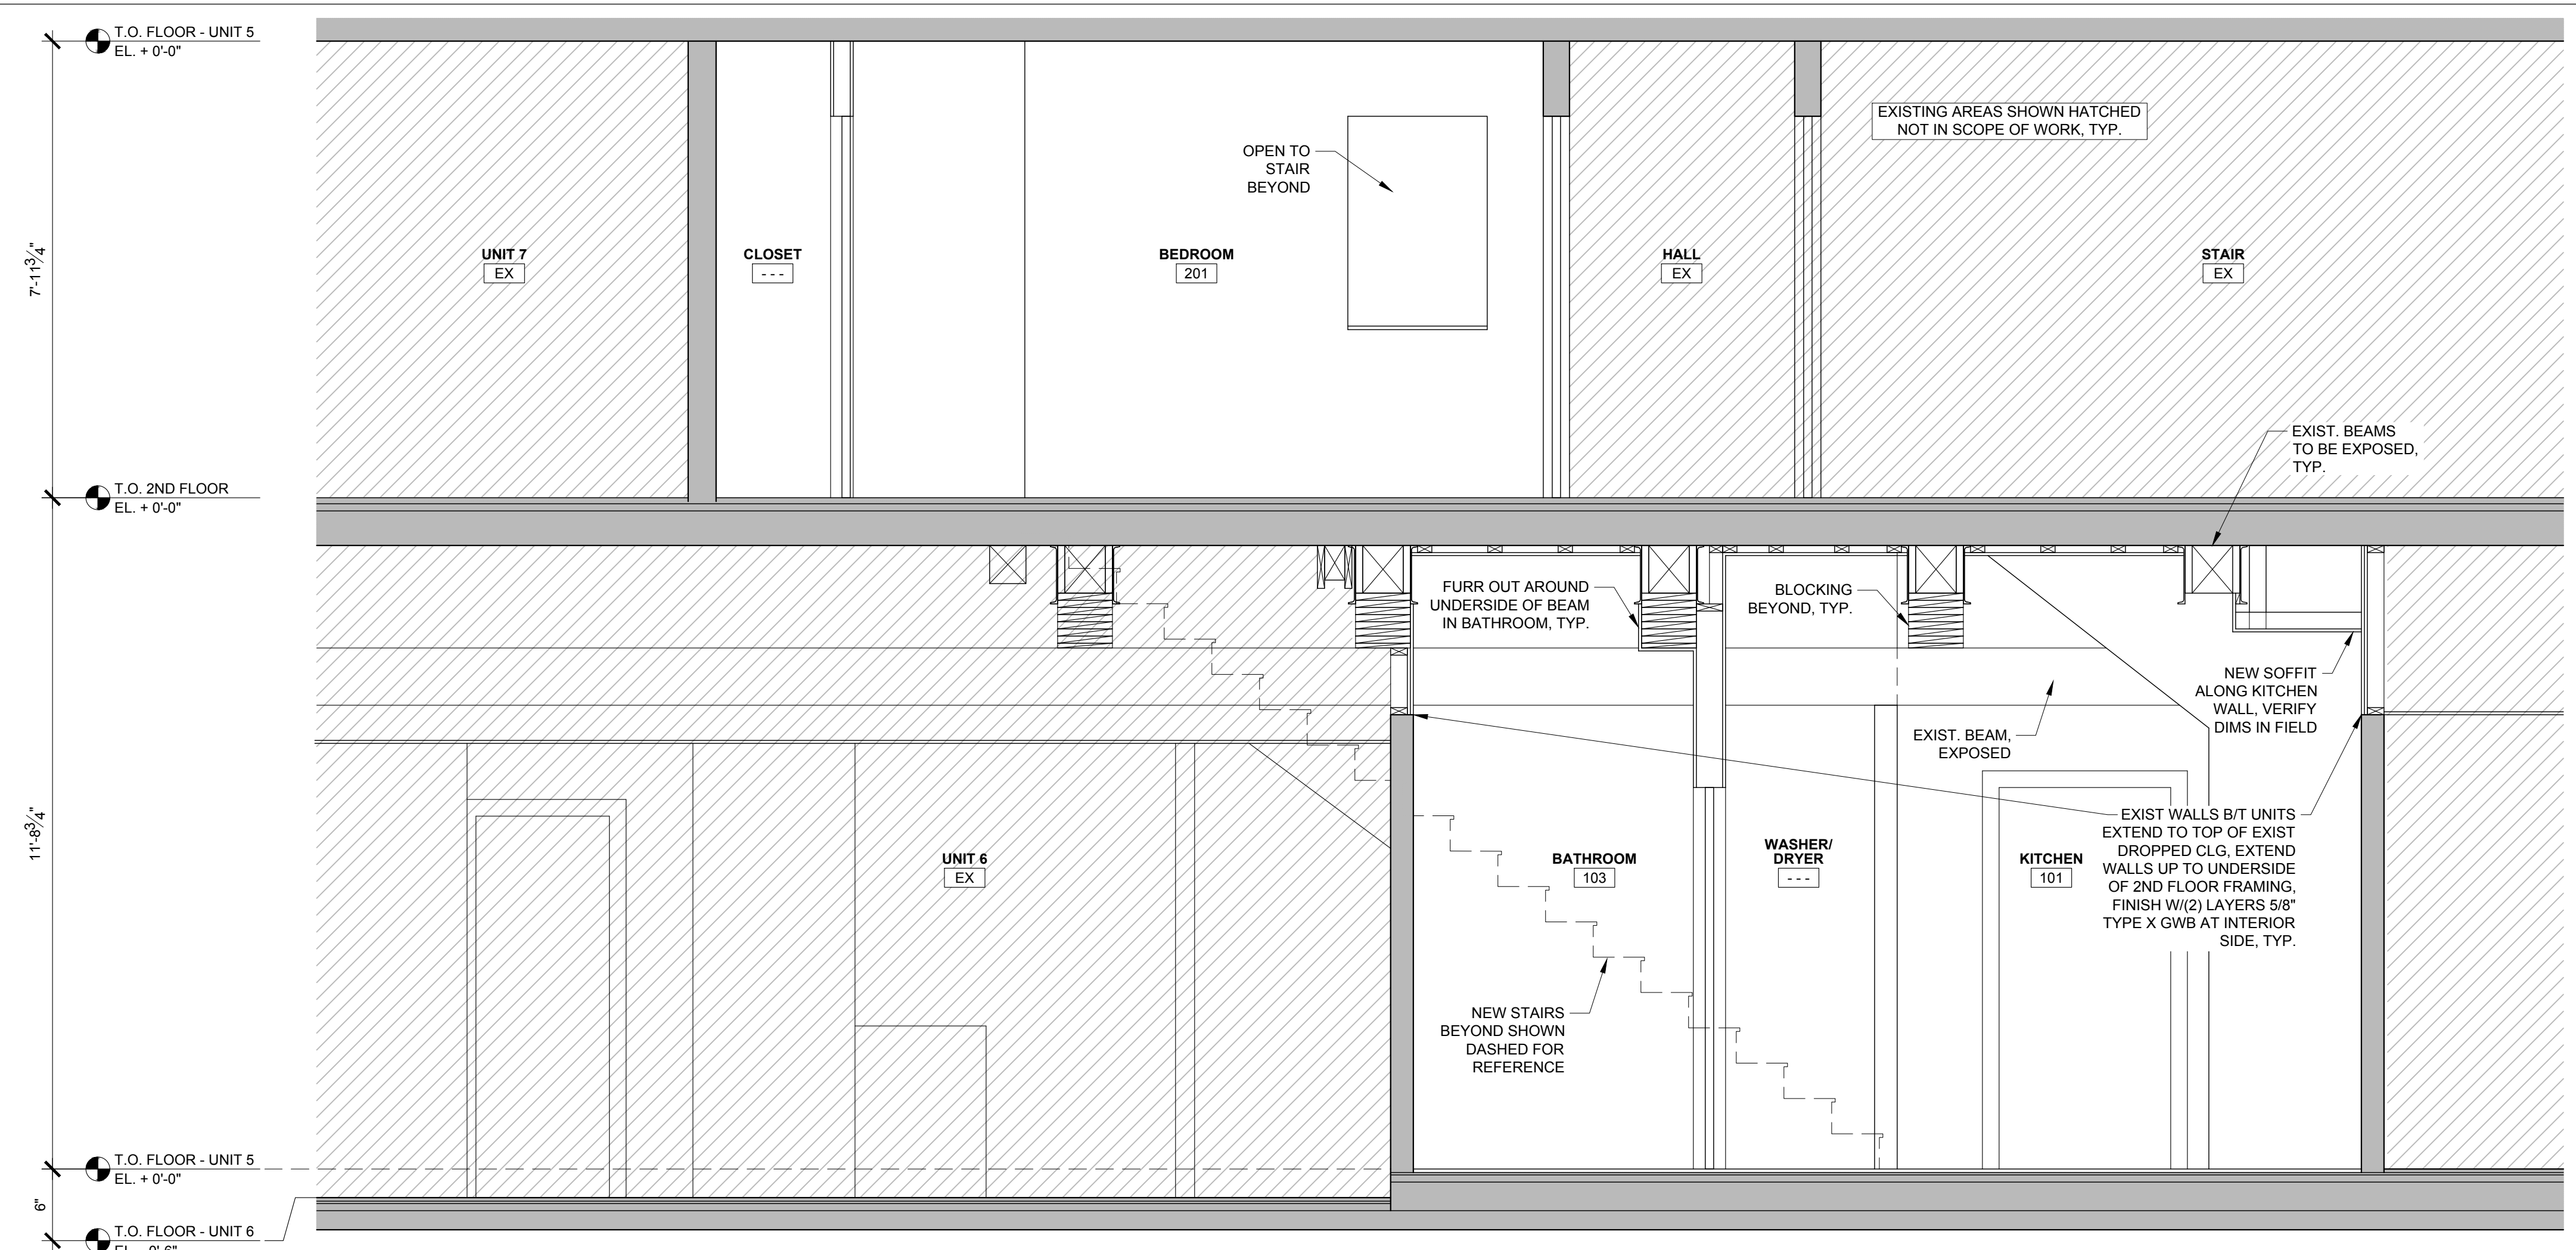 T.O. FLOOR - UNIT 5
EL. + 0'-0"
7'-11 3/4"
UNIT 7
EX
CLOSET
- - -
OPEN TO
STAIR
BEYOND
BEDROOM
201
HALL
EX
EXISTING AREAS SHOWN HATCHED
NOT IN SCOPE OF WORK, TYP.
STAIR
EX
EXIST. BEAMS
TO BE EXPOSED,
TYP.
T.O. 2ND FLOOR
EL. + 0'-0"
11'-8 3/4"
FURR OUT AROUND
UNDERSIDE OF BEAM
IN BATHROOM, TYP.
BLOCKING
BEYOND, TYP.
NEW SOFFIT
ALONG KITCHEN
WALL, VERIFY
DIMS IN FIELD
EXIST. BEAM,
EXPOSED
EXIST WALLS B/T UNITS
EXTEND TO TOP OF EXIST
DROPPED CLG, EXTEND
WALLS UP TO UNDERSIDE
OF 2ND FLOOR FRAMING,
FINISH W/(2) LAYERS 5/8"
TYPE X GWB AT INTERIOR
SIDE, TYP.
UNIT 6
EX
BATHROOM
103
WASHER/
DRYER
- - -
KITCHEN
101
NEW STAIRS
BEYOND SHOWN
DASHED FOR
REFERENCE
T.O. FLOOR - UNIT 5
EL. + 0'-0"
6"
T.O. FLOOR - UNIT 6